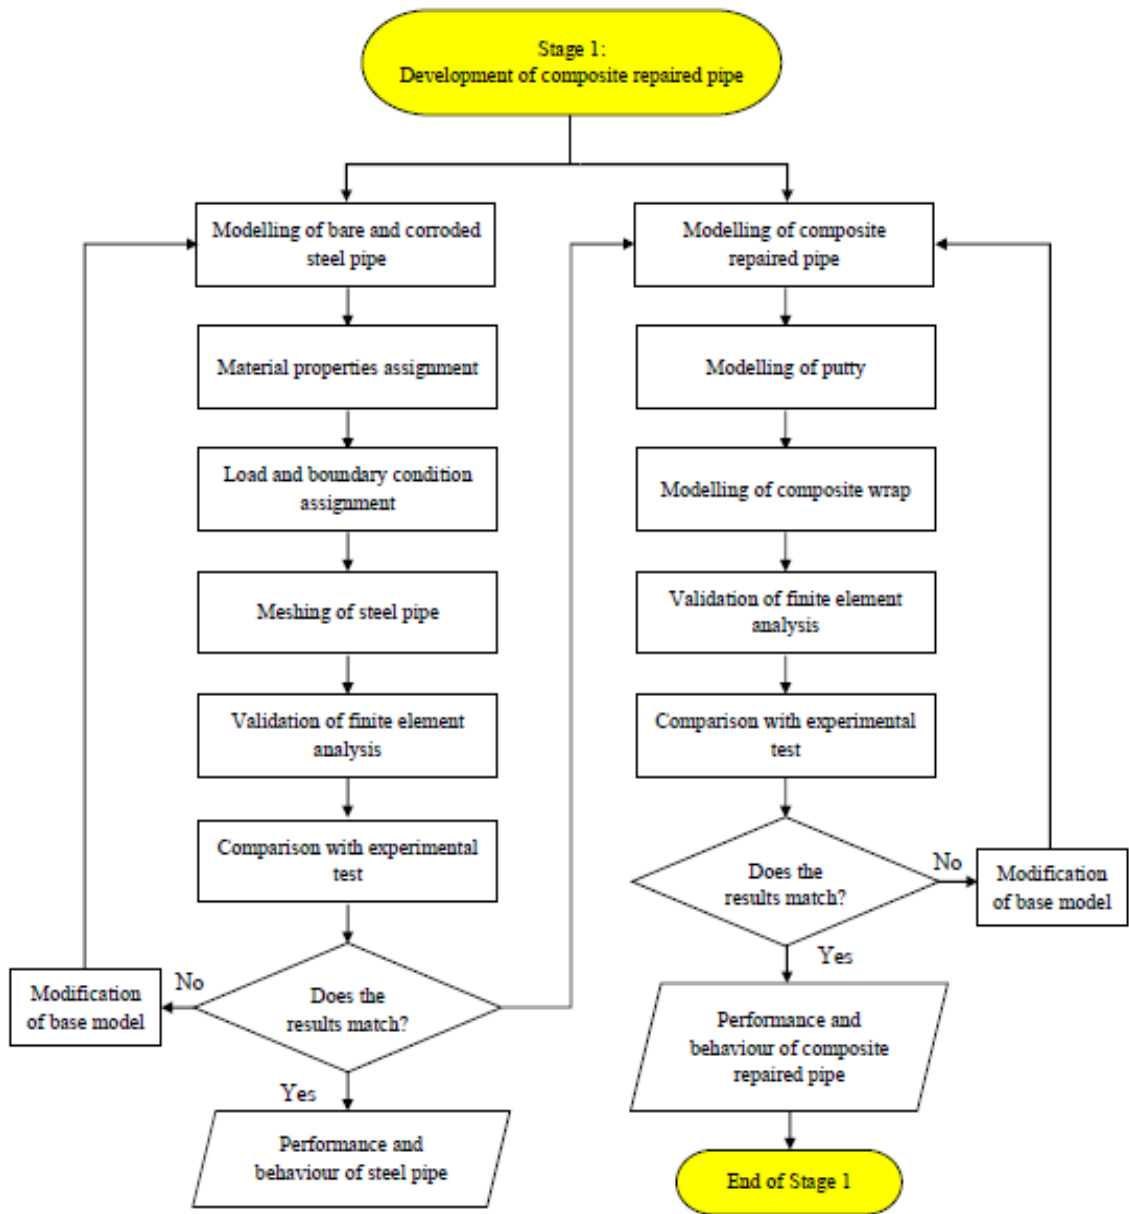 Stage 1:
Development of composite repaired pipe
Modelling of bare and corroded
steel pipe
Material properties assignment
Load and boundary condition
assignment
Meshing of steel pipe
Validation of finite element
analysis
Comparison with experimental
test
Does the
results match?
No
Modification
of base model
Yes
Performance and
behaviour of steel pipe
Modelling of composite
repaired pipe
Modelling of putty
Modelling of composite wrap
Validation of finite element
analysis
Comparison with experimental
test
Does the
results match?
No
Modification
of base model
Yes
Performance and
behaviour of composite
repaired pipe
End of Stage 1